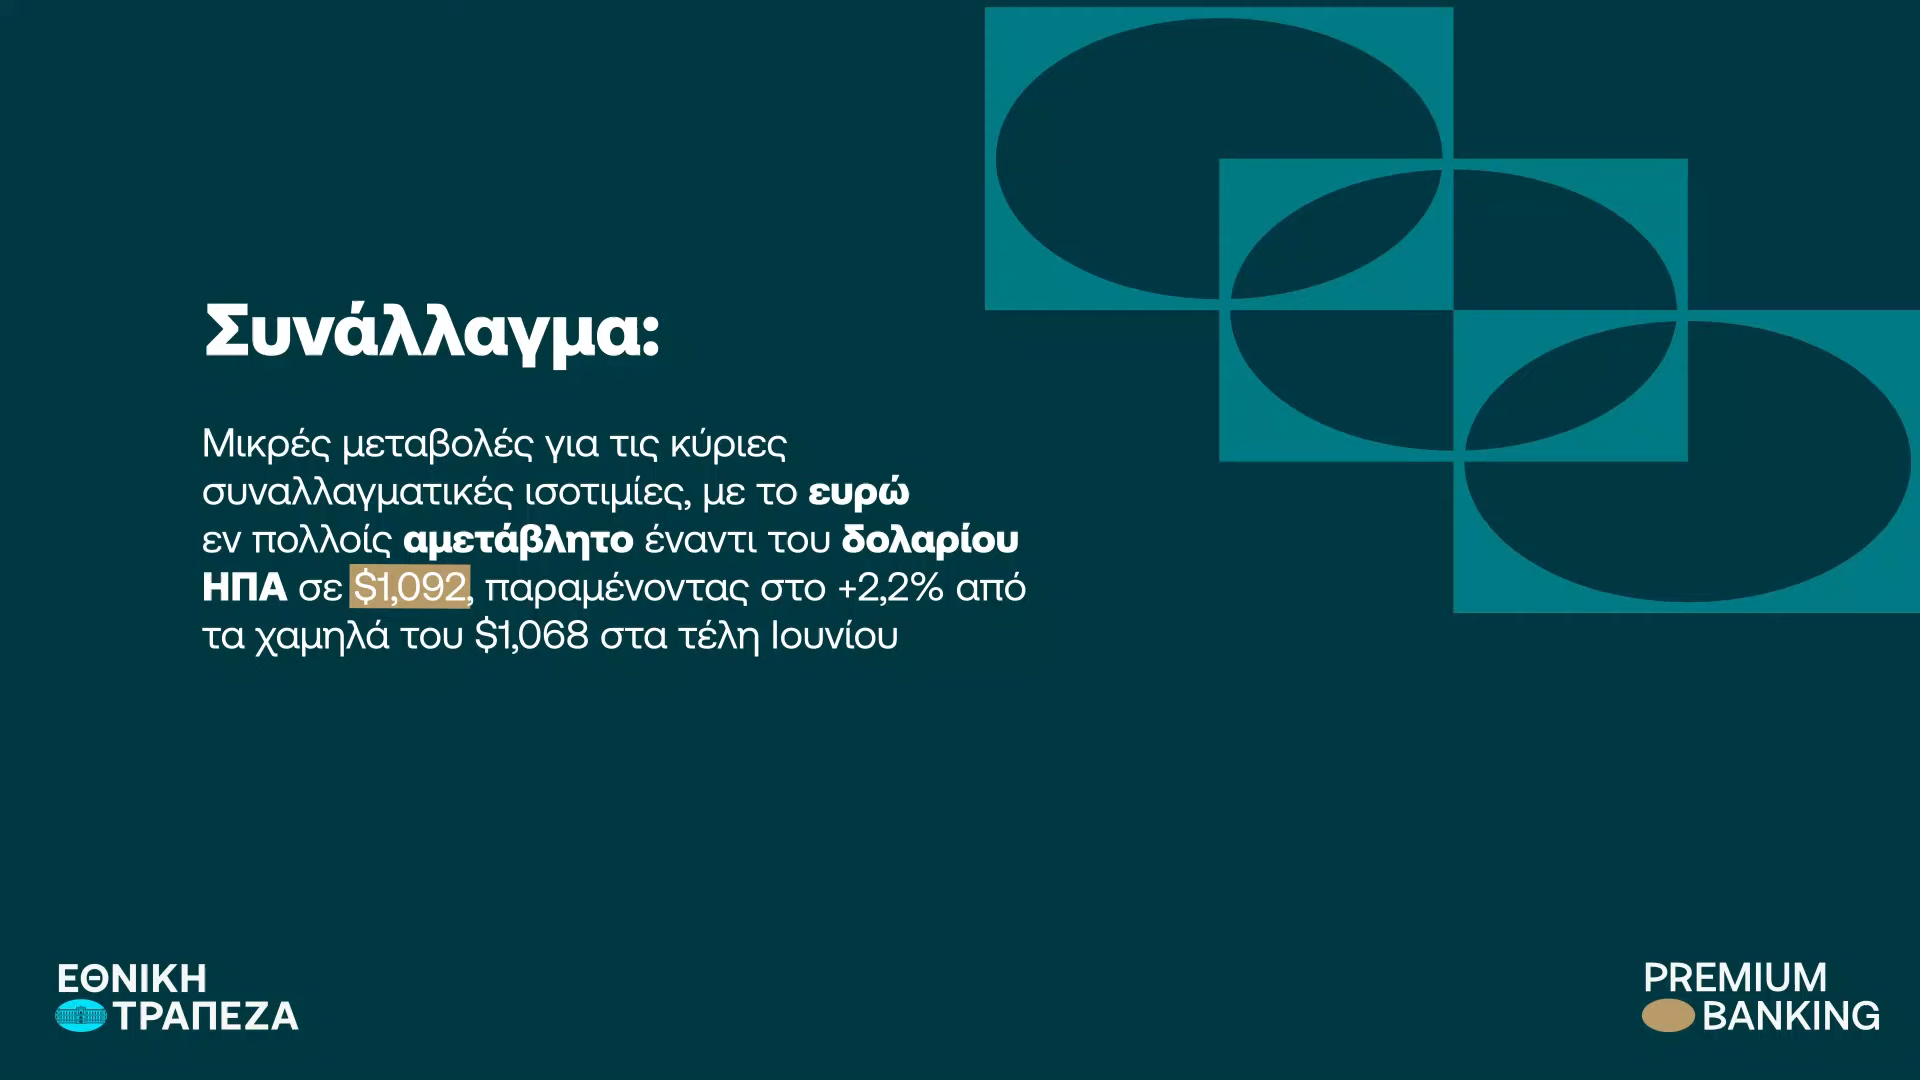 Συνάλλαγμα:
Μικρές μεταβολές για τις κύριες
συναλλαγματικές ισοτιμίες, με το ευρώ
εν πολλοίς αμετάβλητο έναντι του δολαρίου
ΗΠΑ σε $1,092, παραμένοντας στο +2,2% από
τα χαμηλά του $1,068 στα τέλη Ιουνίου
ΕΘΝΙΚΗ
ΤΡΑΠΕΖΑ
PREMIUM
BANKING